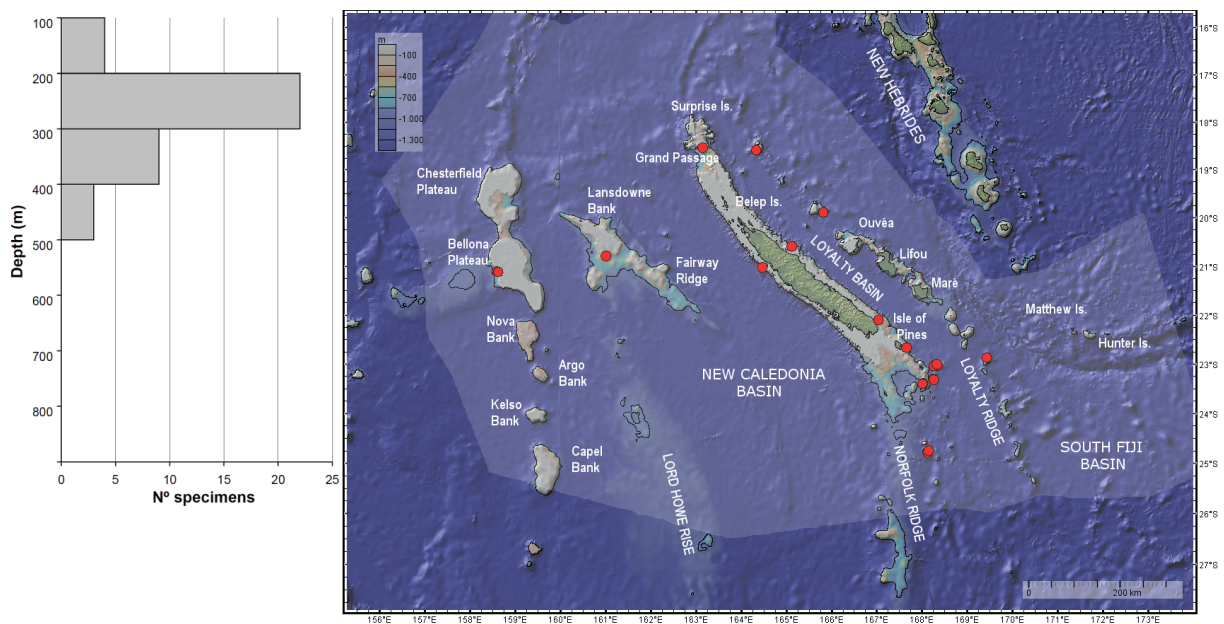 100
200
300
400
500
600
700
800
Depth (m)
0
5
10
15
20
25
Nº specimens
m
-100
-400
-700
-1.000
-1.300
Surprise Is.
Grand Passage
Chesterfield
Plateau
Lansdowne
Bank
Belep Is.
Ouvéa
Lifou
Maré
Bellona
Plateau
Fairway
Ridge
LOYALTY BASIN
NEW HEBRIDES
Nova
Bank
Isle of
Pines
Matthew Is.
Hunter Is.
Argo
Bank
NEW CALEDONIA
BASIN
Kelso
Bank
Capel
Bank
LORD HOWE RISE
NORFOLK RIDGE
LOYALTY RIDGE
SOUTH FIJI
BASIN
16°S
17°S
18°S
19°S
20°S
21°S
22°S
23°S
24°S
25°S
26°S
27°S
0
200 km
156°E
157°E
158°E
159°E
160°E
161°E
162°E
163°E
164°E
165°E
166°E
167°E
168°E
169°E
170°E
171°E
172°E
173°E